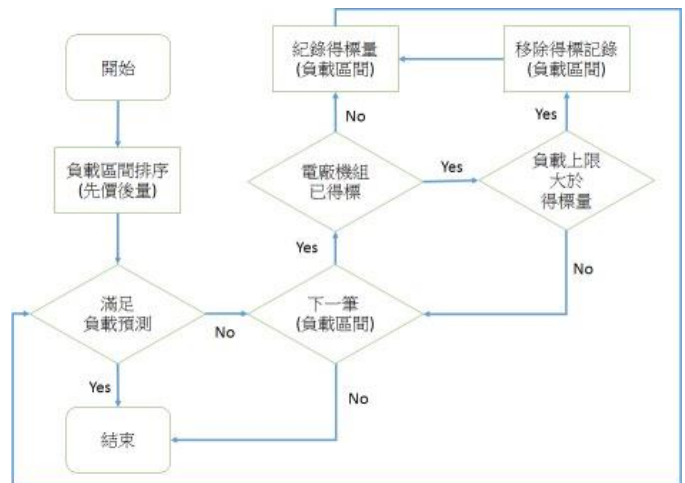 開始
負載區間排序
(先價後量)
滿足
負載預測
Yes
結束
No
下一筆
(負載區間)
No
Yes
電廠機組
已得標
No
紀錄得標量
(負載區間)
Yes
負載上限
大於
得標量
Yes
移除得標記錄
(負載區間)
No